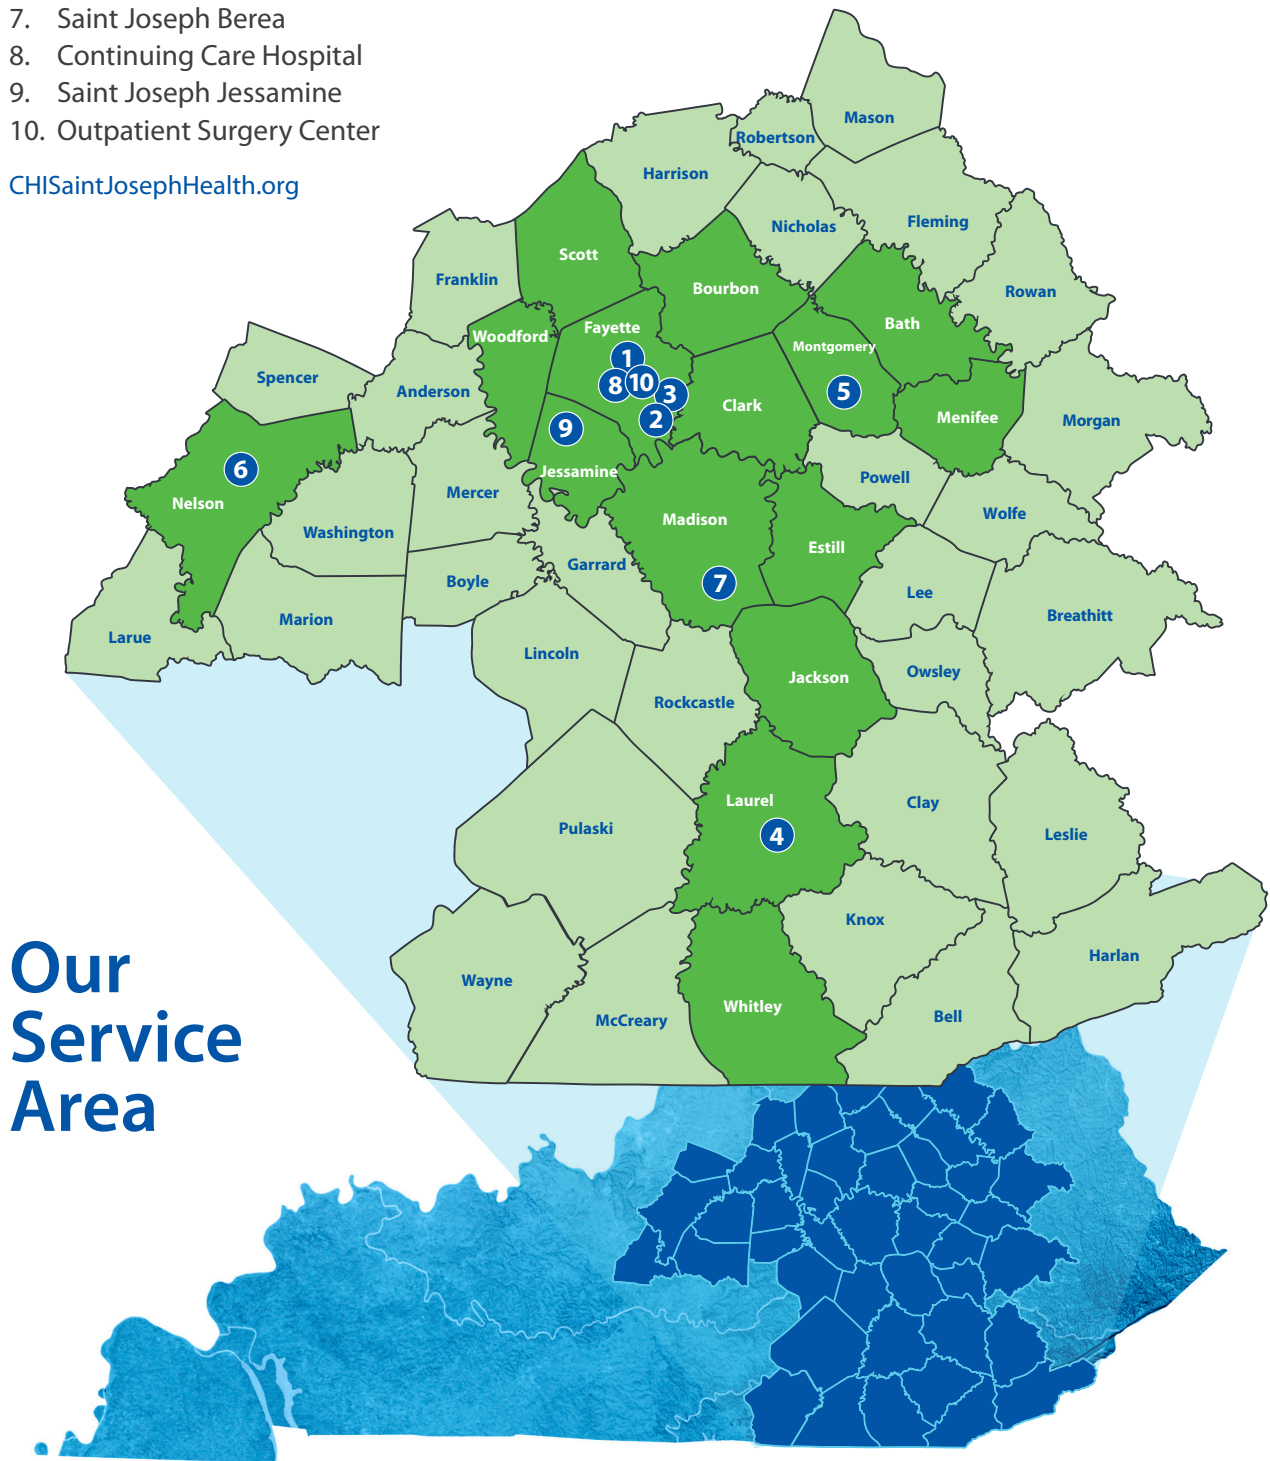 7. Saint Joseph Berea
8. Continuing Care Hospital
9. Saint Joseph Jessamine
10. Outpatient Surgery Center
CHISaintJosephHealth.org
Mason
Robertson
Harrison
Nicholas
Fleming
Scott
Franklin
Bourbon
Rowan
Bath
Fayette
Woodford
Montgomery
1
Spencer
Anderson
8
10
3
5
Clark
2
Menifee
Morgan
9
6
Jessamine
Powell
Nelson
Mercer
Wolfe
Madison
Washington
Estill
Garrard
Boyle
7
Lee
Breathitt
Marion
Larue
Lincoln
Owsley
Jackson
Rockcastle
Laurel
Clay
Pulaski
4
Leslie
Knox
Harlan
Our
Service
Area
Wayne
Whitley
Bell
McCreary